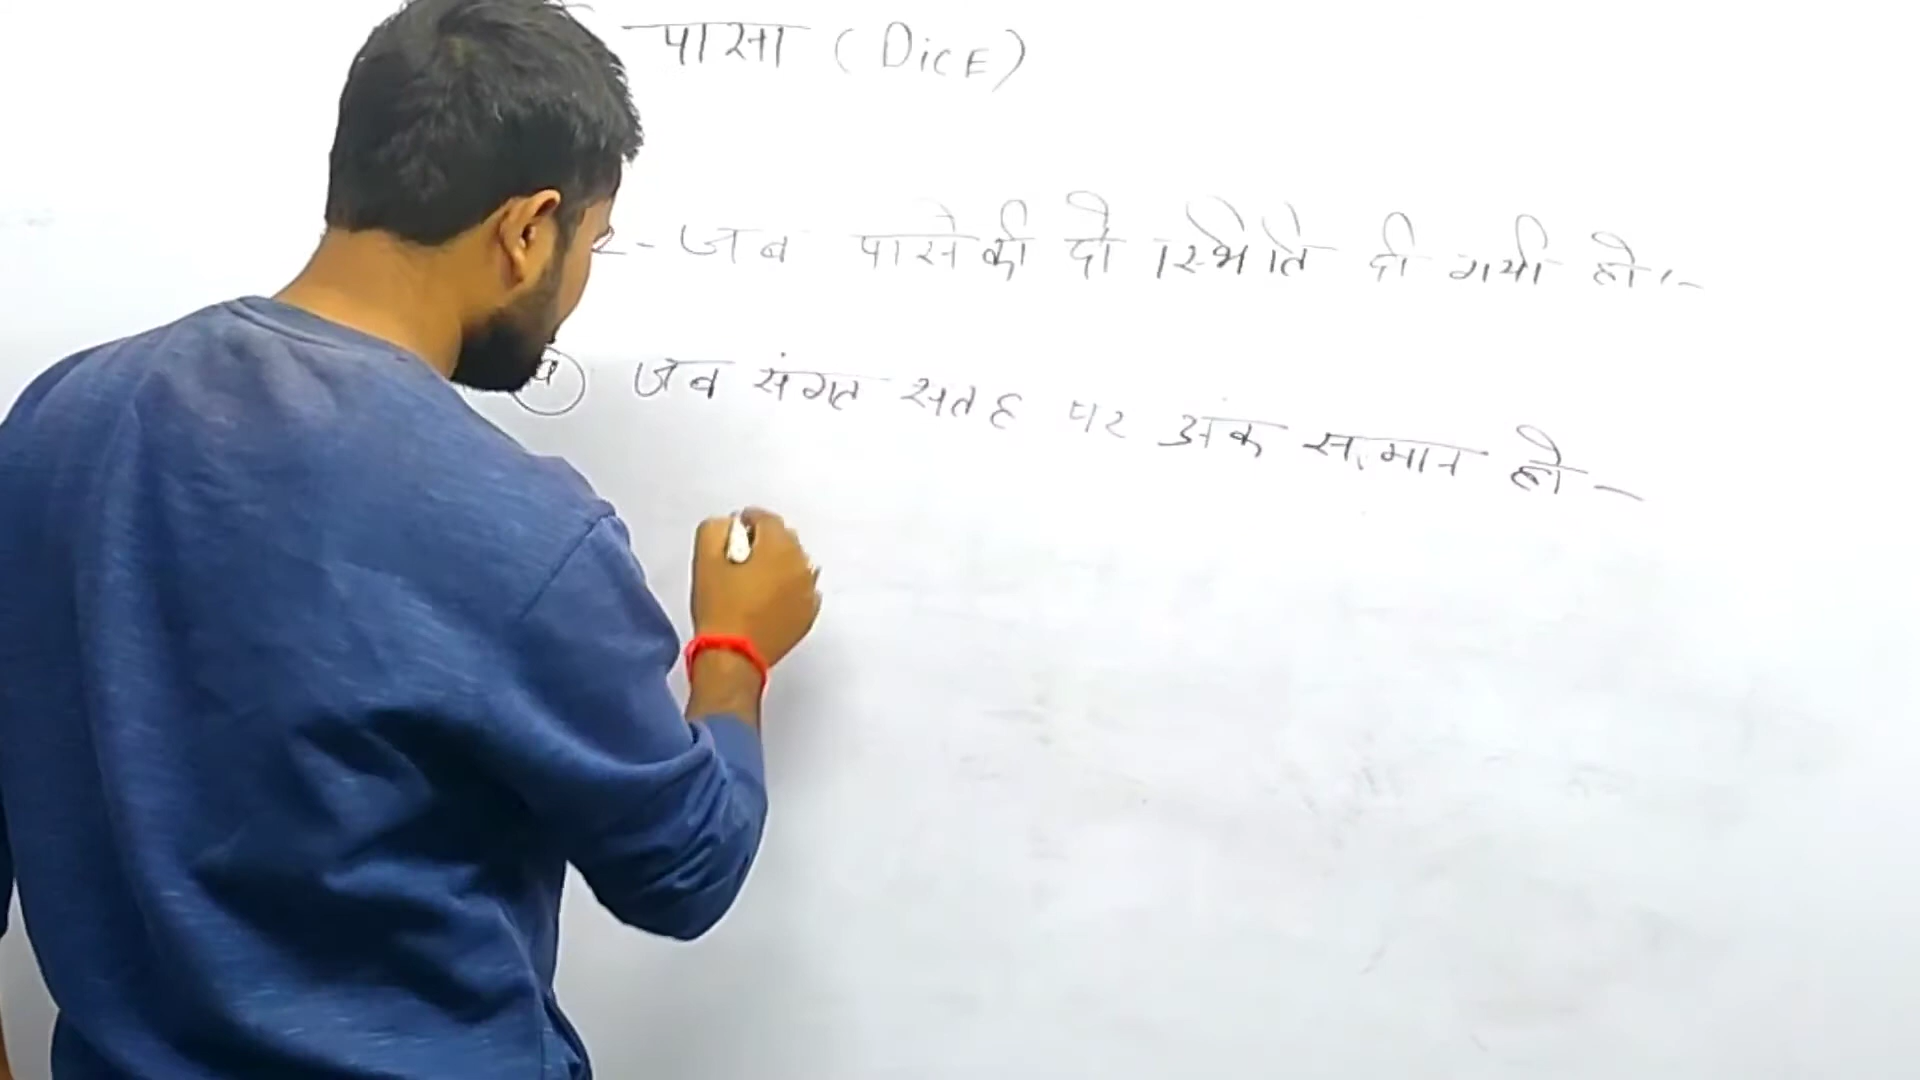 पासा (DicE)
2- जब पासे की दो स्थिति दी गयी हो :-
जब संगत सतह पर अंक समान हो -